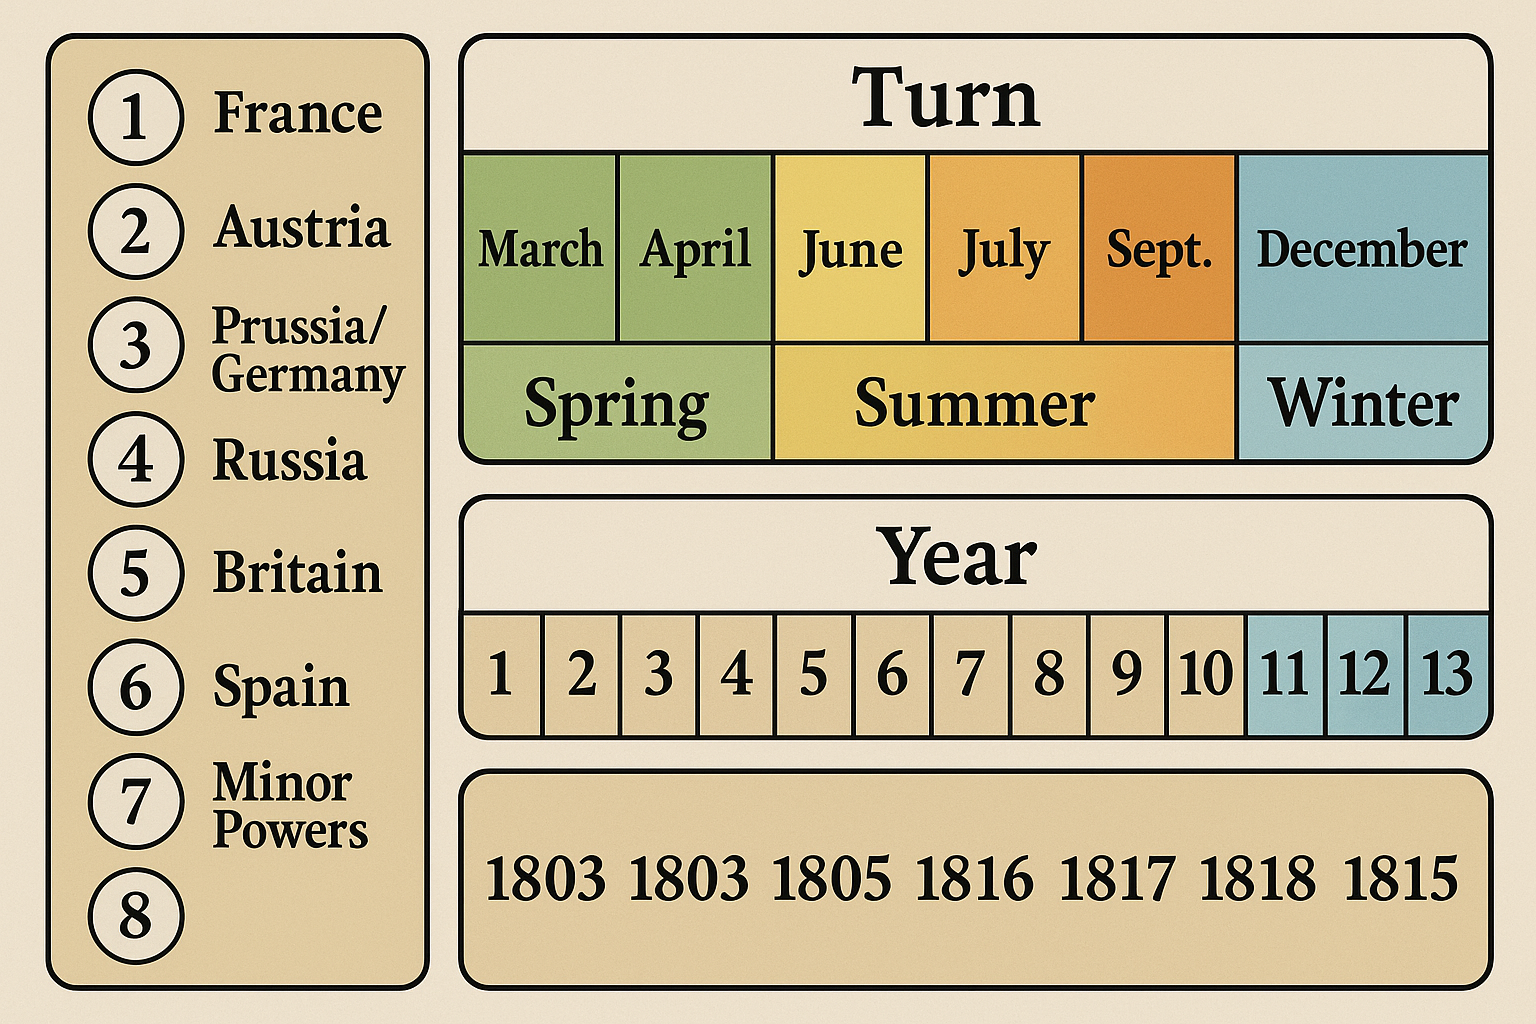 1 France
2 Austria
3 Prussia/
Germany
4 Russia
5 Britain
6 Spain
7 Minor
Powers
8
Turn
March April June July Sept. December
Spring Summer Winter
Year
1 2 3 4 5 6 7 8 9 10 11 12 13
1803 1803 1805 1816 1817 1818 1815